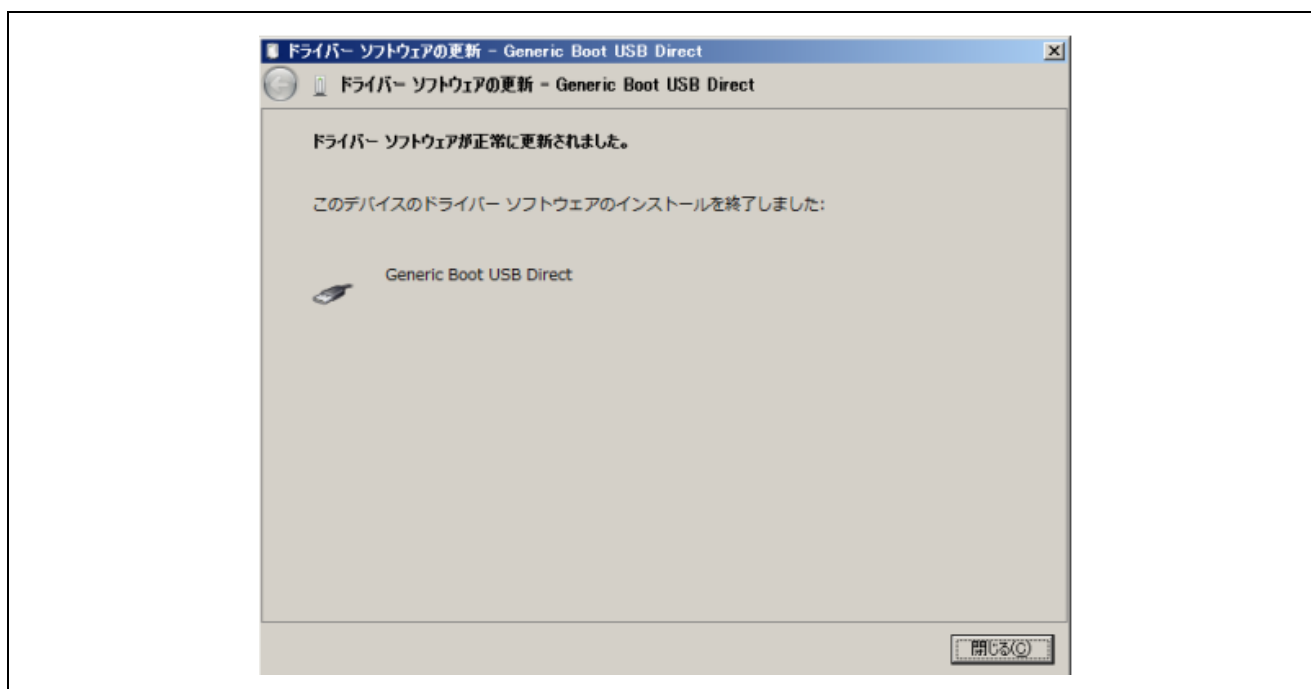 ドライバー ソフトウェアの更新 - Generic Boot USB Direct
ドライバー ソフトウェアの更新 - Generic Boot USB Direct
ドライバー ソフトウェアが正常に更新されました。
このデバイスのドライバー ソフトウェアのインストールを終了しました:
Generic Boot USB Direct
閉じる(C)